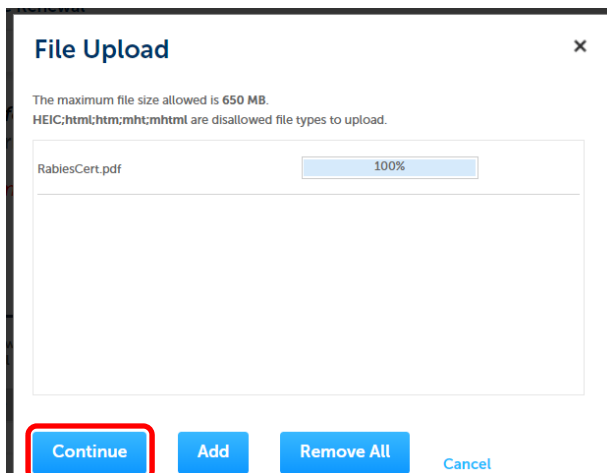 Renewal
File Upload
×
The maximum file size allowed is 650 MB.
HEIC;html;htm;mht;mhtml are disallowed file types to upload.
RabiesCert.pdf 100%
Continue Add Remove All Cancel